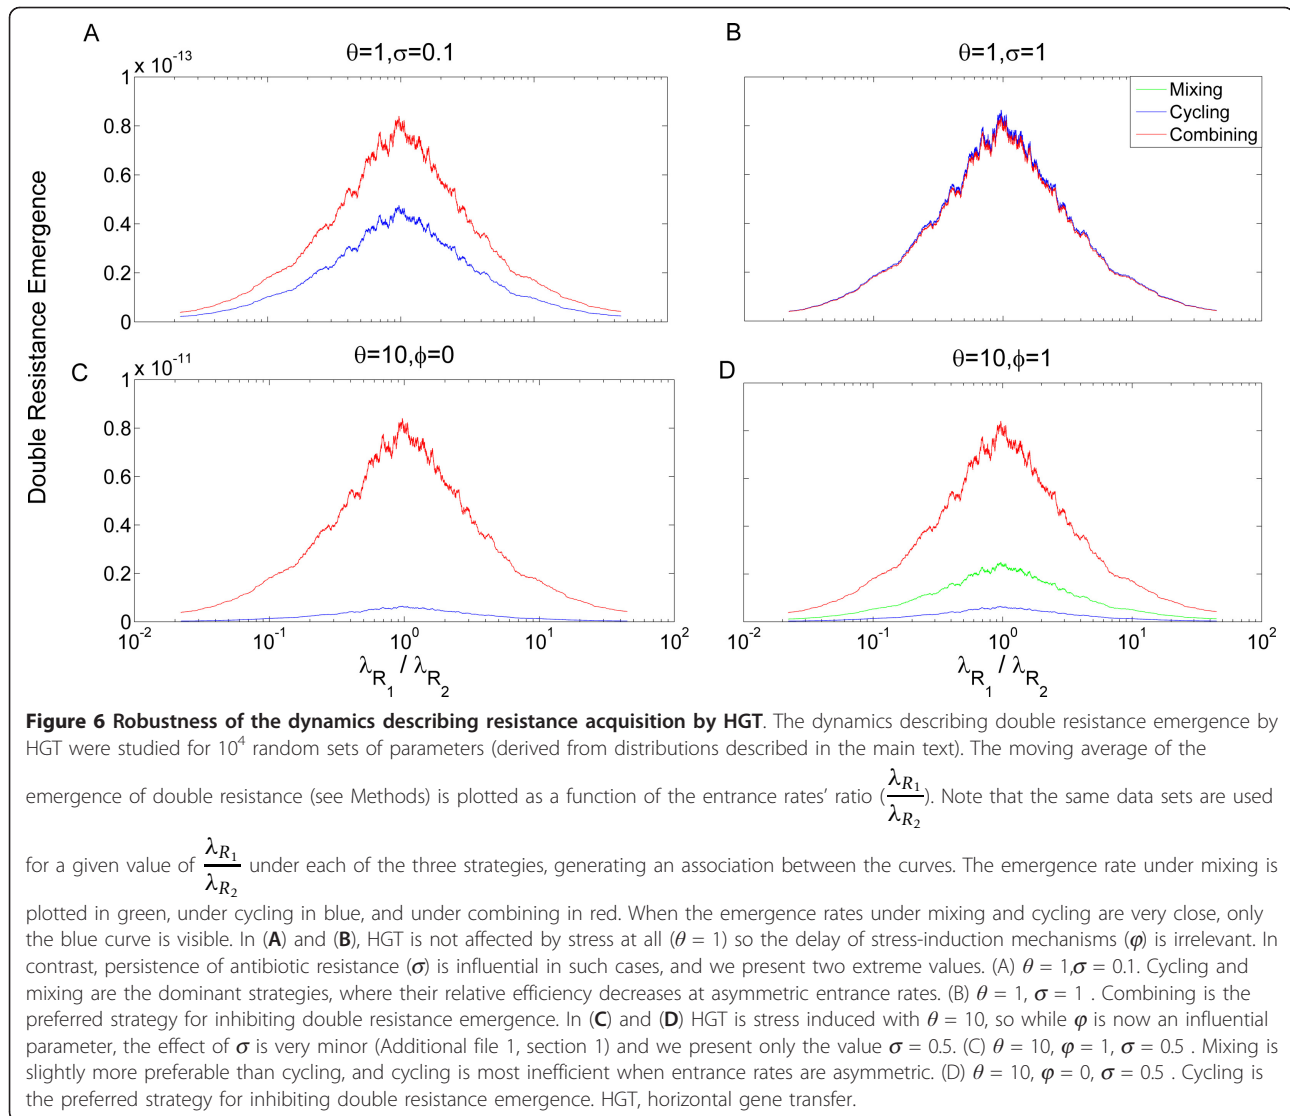 A
θ=1,σ=0.1
B
θ=1,σ=1
1 x 10^-13
0.8
0.6
0.4
0.2
0
Mixing
Cycling
Combining
Double Resistance Emergence
C
θ=10,ϕ=0
D
θ=10,ϕ=1
1 x 10^-11
0.8
0.6
0.4
0.2
0
10^-2 10^-1 10^0 10^1 10^2
10^-2 10^-1 10^0 10^1 10^2
λ_R1 / λ_R2
λ_R1 / λ_R2
Figure 6 Robustness of the dynamics describing resistance acquisition by HGT. The dynamics describing double resistance emergence by
HGT were studied for 10^4 random sets of parameters (derived from distributions described in the main text). The moving average of the
emergence of double resistance (see Methods) is plotted as a function of the entrance rates' ratio (λ_R1/λ_R2). Note that the same data sets are used
for a given value of λ_R1/λ_R2 under each of the three strategies, generating an association between the curves. The emergence rate under mixing is
plotted in green, under cycling in blue, and under combining in red. When the emergence rates under mixing and cycling are very close, only
the blue curve is visible. In (A) and (B), HGT is not affected by stress at all (θ = 1) so the delay of stress-induction mechanisms (φ) is irrelevant. In
contrast, persistence of antibiotic resistance (σ) is influential in such cases, and we present two extreme values. (A) θ = 1,σ = 0.1. Cycling and
mixing are the dominant strategies, where their relative efficiency decreases at asymmetric entrance rates. (B) θ = 1, σ = 1 . Combining is the
preferred strategy for inhibiting double resistance emergence. In (C) and (D) HGT is stress induced with θ = 10, so while φ is now an influential
parameter, the effect of σ is very minor (Additional file 1, section 1) and we present only the value σ = 0.5. (C) θ = 10, φ = 1, σ = 0.5 . Mixing is
slightly more preferable than cycling, and cycling is most inefficient when entrance rates are asymmetric. (D) θ = 10, φ = 0, σ = 0.5 . Cycling is
the preferred strategy for inhibiting double resistance emergence. HGT, horizontal gene transfer.